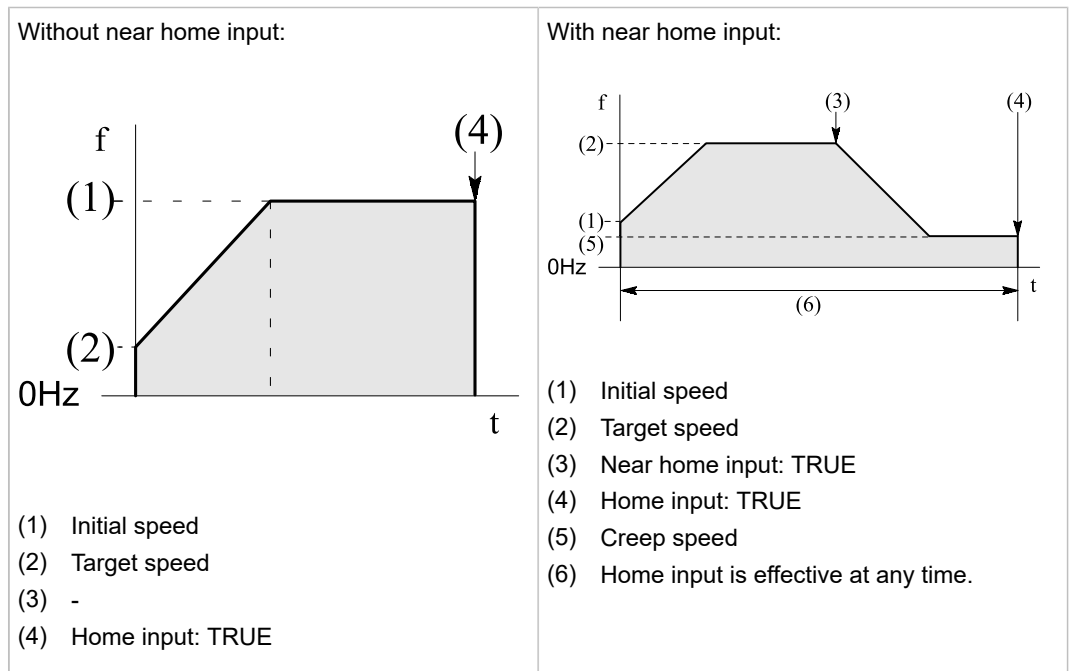 Without near home input:
f
(4)
(1)
(2)
0Hz
t
(1) Initial speed
(2) Target speed
(3) -
(4) Home input: TRUE
With near home input:
f
(3)
(4)
(2)
(1)
(5)
0Hz
t
(6)
(1) Initial speed
(2) Target speed
(3) Near home input: TRUE
(4) Home input: TRUE
(5) Creep speed
(6) Home input is effective at any time.